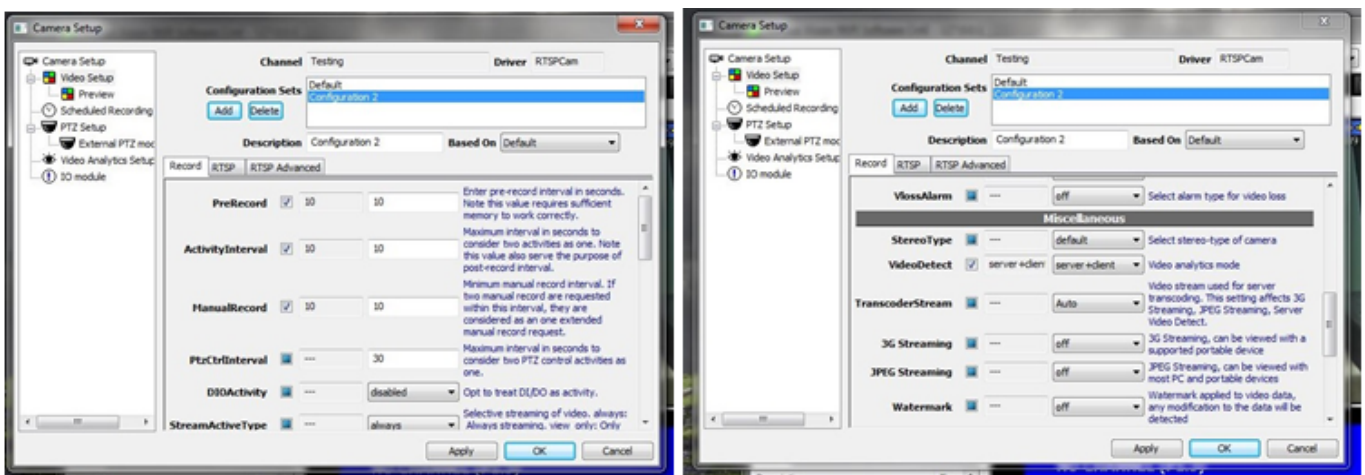 Camera Setup
Camera Setup
Video Setup
Preview
Scheduled Recording
PTZ Setup
External PTZ moc
Video Analytics Setup
IO module
Channel Testing Driver RTSPCam
Configuration Sets Default
Configuration 2
Add Delete
Description Configuration 2 Based On Default
Record RTSP RTSP Advanced
PreRecord 10 10 Enter pre-record interval in seconds.
Note this value requires sufficient
memory to work correctly.
ActivityInterval 10 10 Maximum interval in seconds to
consider two activities as one. Note
this value also serve the purpose of
post-record interval.
ManualRecord 10 10 Minimum manual record interval. If
two manual record are requested
within this interval, they are
considered as an one extended
manual record request.
PtzCtrlInterval --- 30 Maximum interval in seconds to
consider two PTZ control activities as
one.
DIOActivity --- disabled Opt to treat DI/DO as activity.
StreamActiveType --- always Selective streaming of video. always:
Always streaming. view only: Only
Apply OK Cancel
Camera Setup
Camera Setup
Video Setup
Preview
Scheduled Recording
PTZ Setup
External PTZ moc
Video Analytics Setup
IO module
Channel Testing Driver RTSPCam
Configuration Sets Default
Configuration 2
Add Delete
Description Configuration 2 Based On Default
Record RTSP RTSP Advanced
VlossAlarm --- off Select alarm type for video loss
Miscellaneous
StereoType --- default Select stereo-type of camera
VideoDetect server+client server+client Video analytics mode
TranscoderStream --- Auto Video stream used for server
transcoding. This setting affects 3G
Streaming, JPEG Streaming, Server
Video Detect.
3G Streaming --- off 3G Streaming, can be viewed with a
supported portable device
JPEG Streaming --- off JPEG Streaming, can be viewed with
most PC and portable devices
Watermark --- off Watermark applied to video data,
any modification to the data will be
detected
Apply OK Cancel